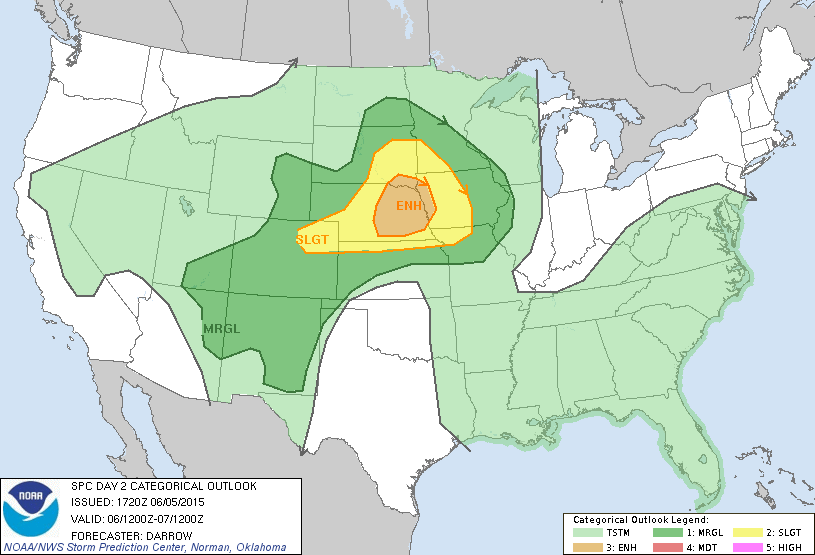 ENH
SLGT
MRGL
NOAA
SPC DAY 2 CATEGORICAL OUTLOOK
ISSUED: 1720Z 06/05/2015
VALID: 06/1200Z-07/1200Z
FORECASTER: DARROW
NOAA/NWS Storm Prediction Center, Norman, Oklahoma
Categorical Outlook Legend:
TSTM 1: MRGL 2: SLGT
3: ENH 4: MDT 5: HIGH